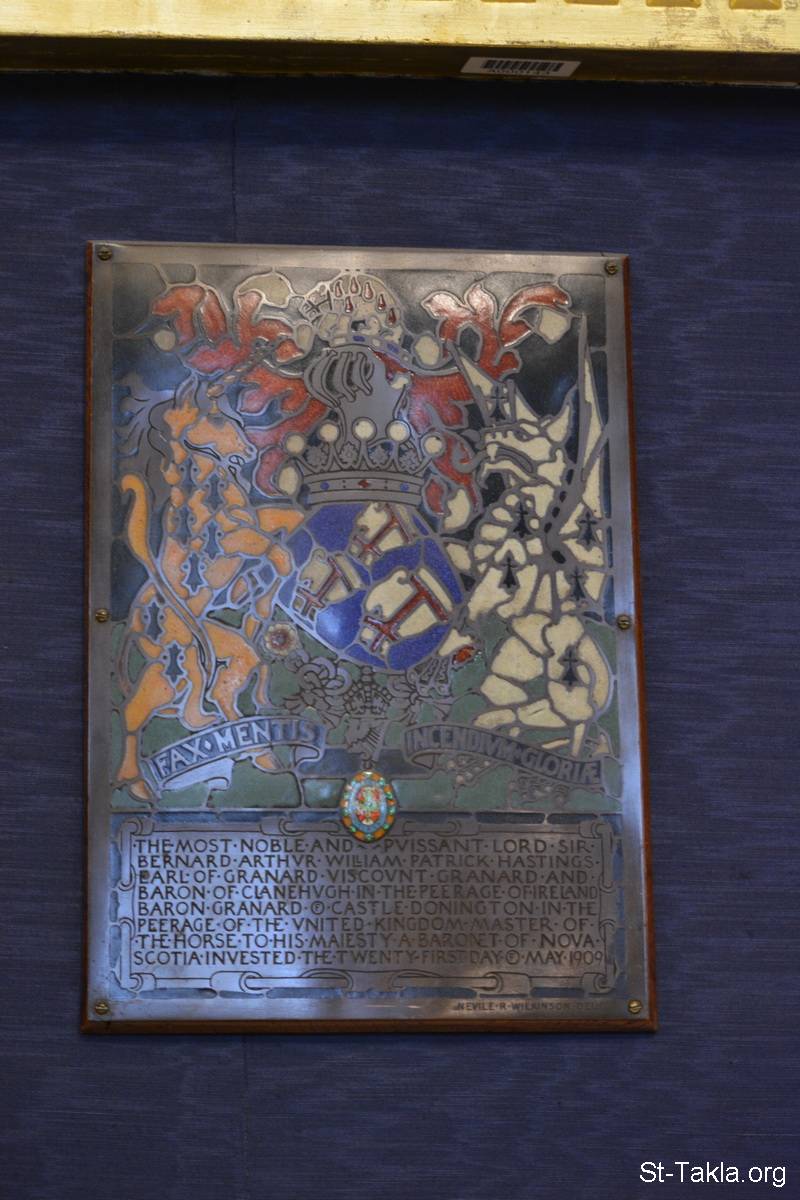 FAX·MENTIS
INCENDIVM·GLORIÆ
THE·MOST·NOBLE·AND·PVISSANT·LORD·SIR·
BERNARD·ARTHVR·WILLIAM·PATRICK·HASTINGS·
EARL·OF·GRANARD·VISCOVNT·GRANARD·AND·
BARON·OF·CLANEHVGH·IN·THE·PEERAGE·OF·IRELAND
BARON·GRANARD·OF·CASTLE·DONINGTON·IN·THE
PEERAGE·OF·THE·VNITED·KINGDOM·MASTER·OF·
THE·HORSE·TO·HIS·MAIESTY·A·BARONET·OF·NOVA·
SCOTIA·INVESTED·THE·TWENTY·FIRST·DAY·OF·MAY·1909
NEVILE·R·WILKINSON·
St-Takla.org